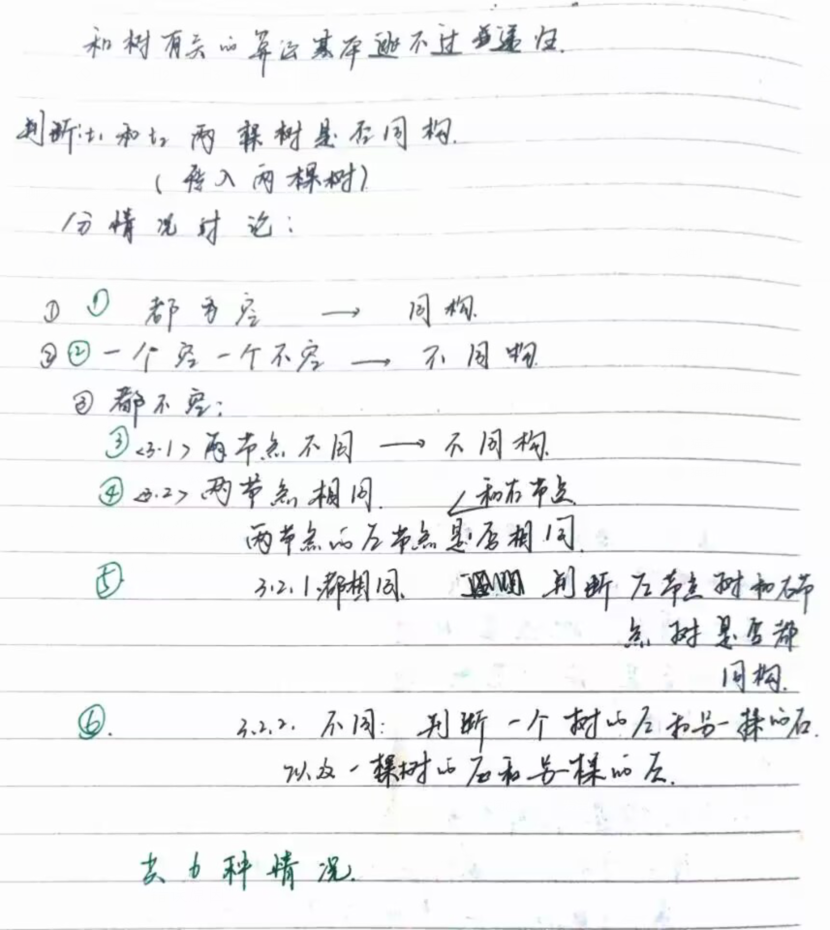 和树有关的算法基本逃不过递归.
判断t1和t2两棵树是否同构.
(传入两棵树)
分情况讨论:
① ① 都为空 → 同构.
② ② 一个空一个不空 → 不同构
③ 都不空:
③ <3.1> 两节点不同 → 不同构.
④ <3.2> 两节点相同. 和右节点
两节点的左节点是否相同.
⑤ 3.2.1 都相同. 判断左节点树和右节
点树是否都
同构.
⑥. 3.2.2. 不同: 判断一个树的左和另一棵的右.
以及一棵树的右和另一棵的左.
共6种情况.